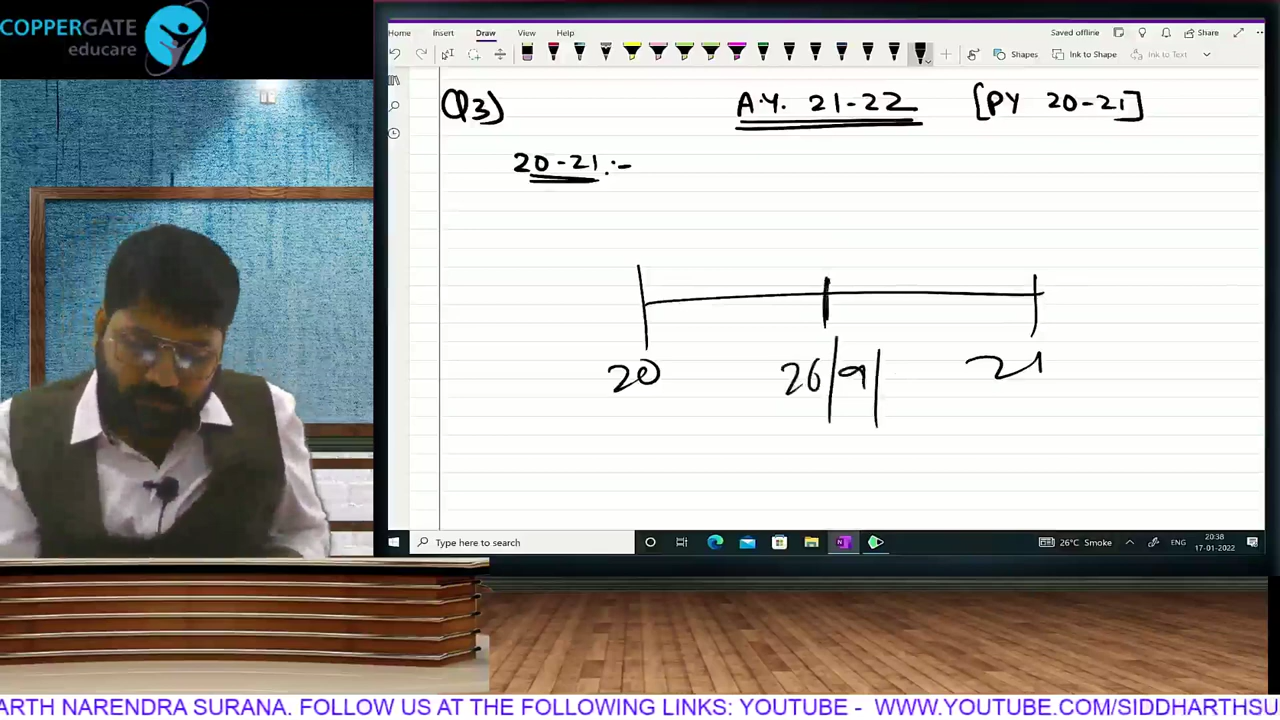 COPPERGATE
educare
Home Insert Draw View Help
Saved offline
Share
Shapes
Ink to Shape
Ink to Text
Q3) A.Y. 21-22 [PY 20-21]
20-21:-
20 26|9| 21
Type here to search
26°C Smoke
ENG
20:38
17-01-2022
ARTH NARENDRA SURANA. FOLLOW US AT THE FOLLOWING LINKS: YOUTUBE - WWW.YOUTUBE.COM/SIDDHARTHSU